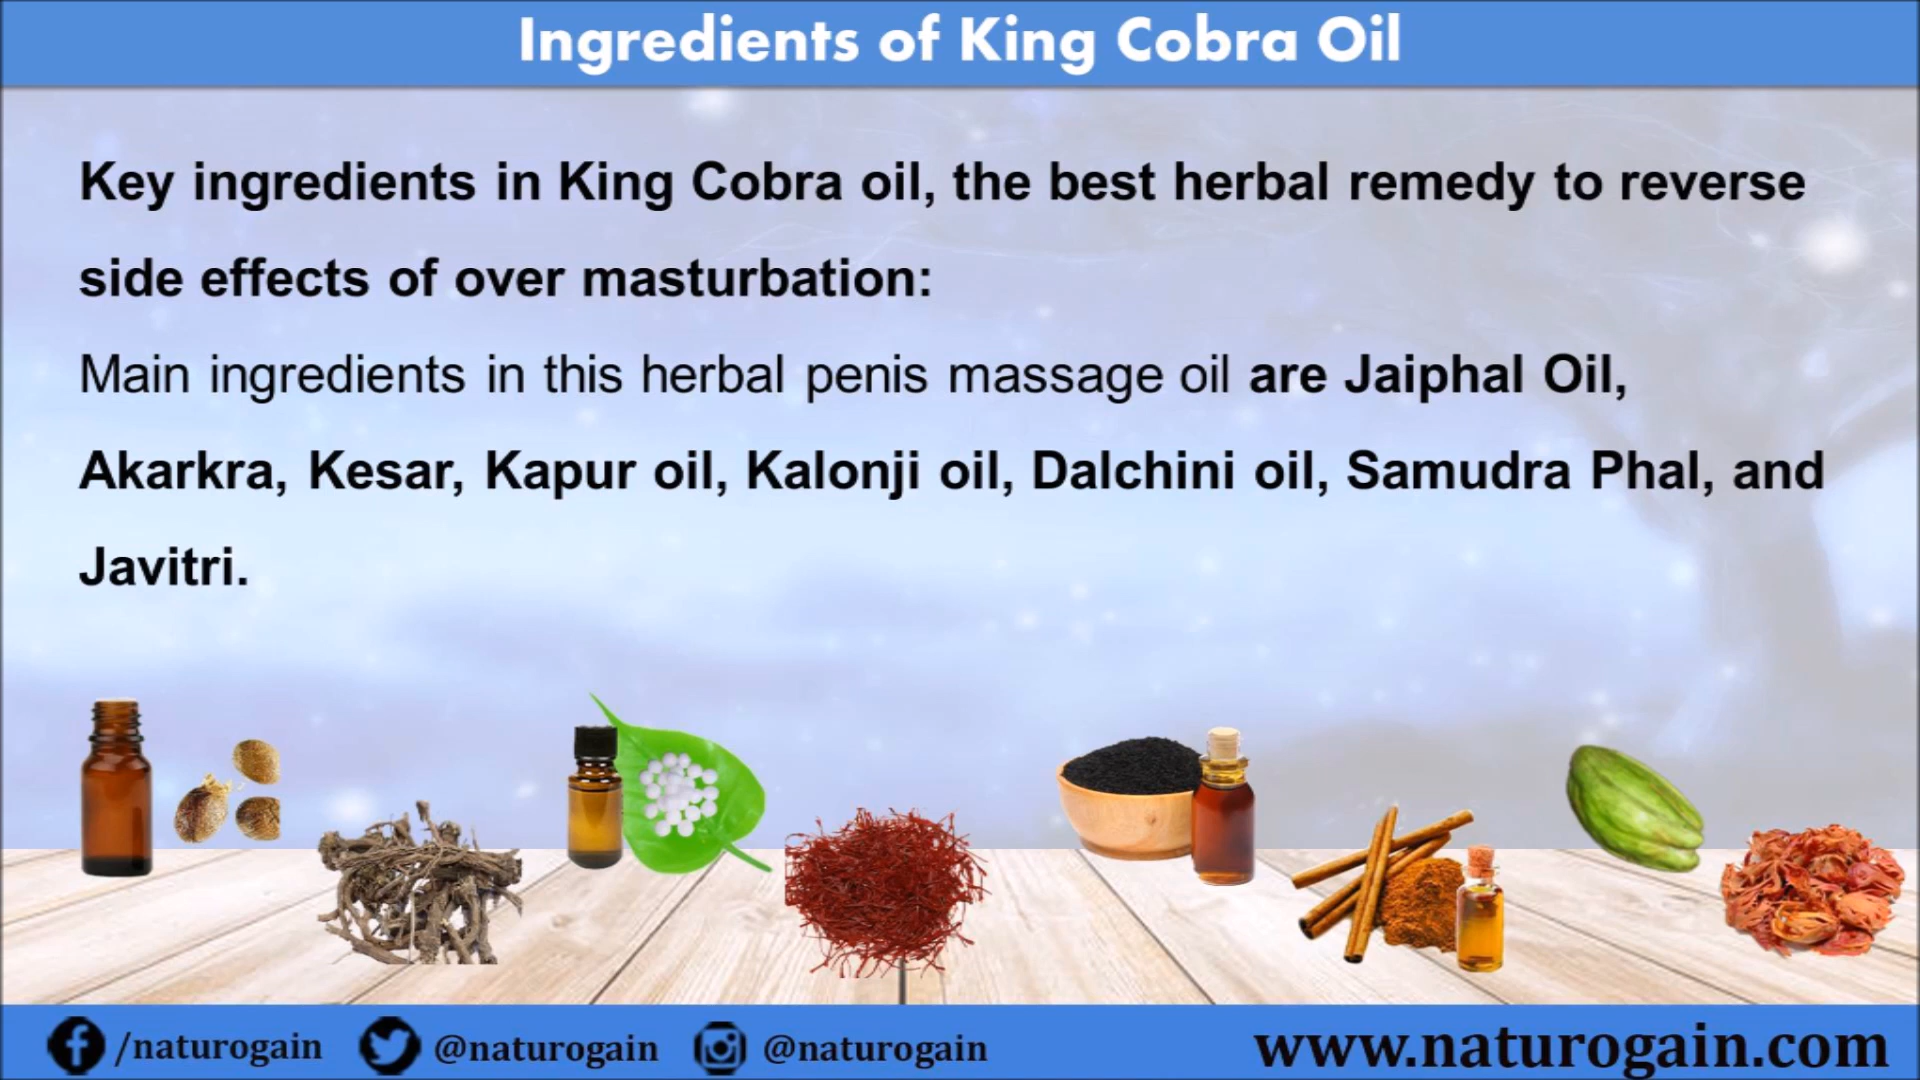 Ingredients of King Cobra Oil
Key ingredients in King Cobra oil, the best herbal remedy to reverse
side effects of over masturbation:
Main ingredients in this herbal penis massage oil are Jaiphal Oil,
Akarkra, Kesar, Kapur oil, Kalonji oil, Dalchini oil, Samudra Phal, and
Javitri.
/naturogain @naturogain @naturogain www.naturogain.com